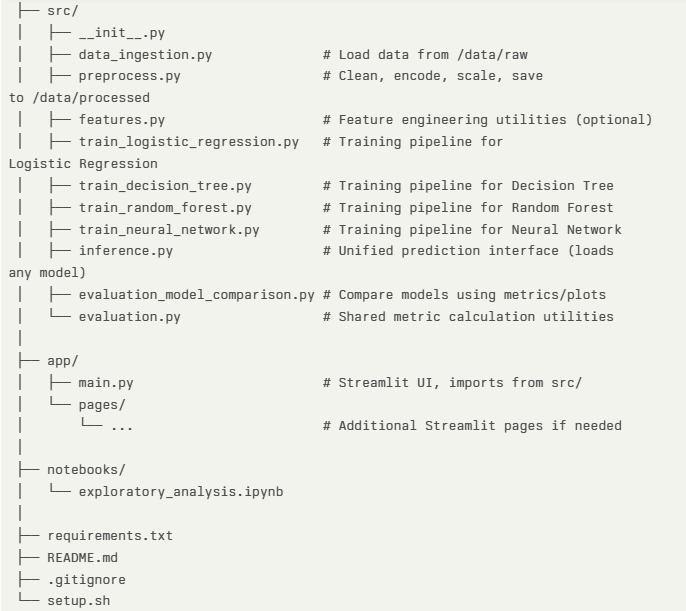 ├── src/
│   ├── __init__.py
│   ├── data_ingestion.py              # Load data from /data/raw
│   ├── preprocess.py                  # Clean, encode, scale, save
to /data/processed
│   ├── features.py                    # Feature engineering utilities (optional)
│   ├── train_logistic_regression.py   # Training pipeline for
Logistic Regression
│   ├── train_decision_tree.py         # Training pipeline for Decision Tree
│   ├── train_random_forest.py         # Training pipeline for Random Forest
│   ├── train_neural_network.py        # Training pipeline for Neural Network
│   ├── inference.py                   # Unified prediction interface (loads
any model)
│   ├── evaluation_model_comparison.py # Compare models using metrics/plots
│   └── evaluation.py                  # Shared metric calculation utilities
│
├── app/
│   ├── main.py                        # Streamlit UI, imports from src/
│   └── pages/
│       └── ...                        # Additional Streamlit pages if needed
│
├── notebooks/
│   └── exploratory_analysis.ipynb
│
├── requirements.txt
├── README.md
├── .gitignore
└── setup.sh